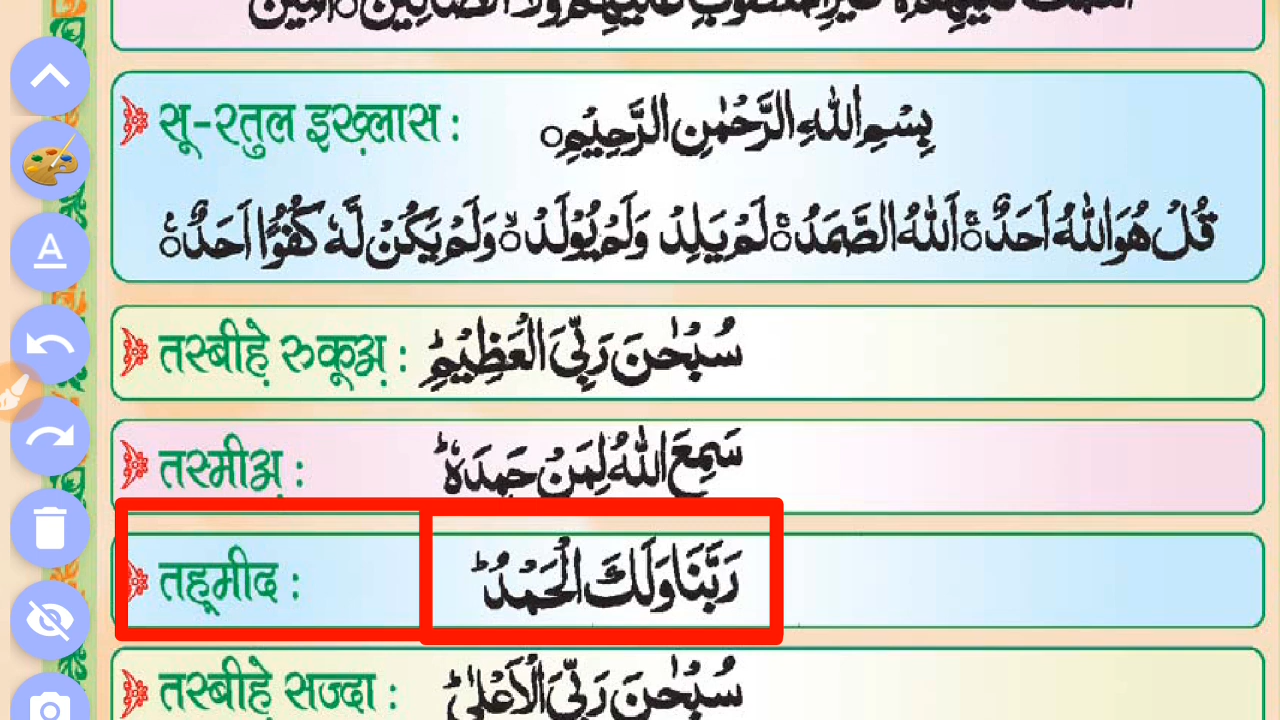 सू-रतुल इख़्लास : بِسْمِ اللّٰهِ الرَّحْمٰنِ الرَّحِيْمِ ○
قُلْ هُوَ اللّٰهُ اَحَدٌ ۚ○ اَللّٰهُ الصَّمَدُ ۚ○ لَمْ يَلِدْ وَلَمْ يُوْلَدْ ۙ○ وَلَمْ يَكُنْ لَّهٗ كُفُوًا اَحَدٌ ۚ○
तस्बीह़े रुकूअ़ : سُبْحٰنَ رَبِّىَ الْعَظِيْمِؕ
तस्मीअ़ : سَمِعَ اللّٰهُ لِمَنْ حَمِدَهٗؕ
तह़्मीद : رَبَّنَا وَلَكَ الْحَمْدُؕ
तस्बीह़े सज्दा : سُبْحٰنَ رَبِّىَ الْاَعْلٰىؕ